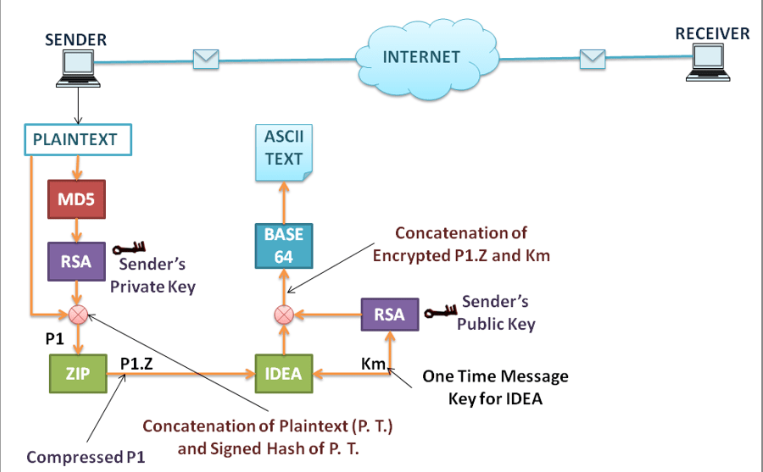 SENDER
RECEIVER
INTERNET
PLAINTEXT
ASCII
TEXT
MD5
BASE
64
Concatenation of
Encrypted P1.Z and Km
RSA
Sender's
Private Key
RSA
Sender's
Public Key
P1
ZIP
P1.Z
IDEA
Km
One Time Message
Key for IDEA
Concatenation of Plaintext (P. T.)
and Signed Hash of P. T.
Compressed P1